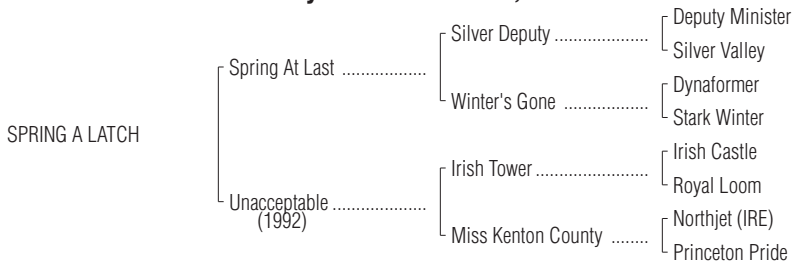 Deputy Minister
Silver Deputy ....................
Silver Valley
Spring At Last ..................
Dynaformer
Winter's Gone ..................
Stark Winter
SPRING A LATCH
Irish Castle
Irish Tower ........................
Royal Loom
Unacceptable ....................
(1992)
Northjet (IRE)
Miss Kenton County ........
Princeton Pride